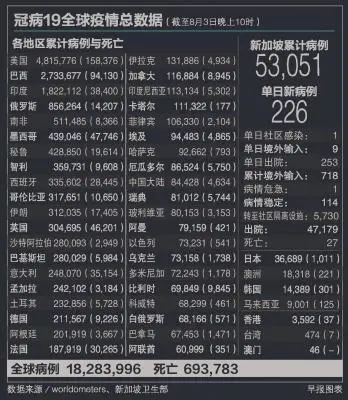 冠病19全球疫情总数据（截至8月3日晚上10时）
各地区累计病例与死亡
美国 4,815,776 (158,376)
巴西 2,733,677 (94,130)
印度 1,822,112 (38,400)
俄罗斯 856,264 (14,207)
南非 511,485 (8,366)
墨西哥 439,046 (47,746)
秘鲁 428,850 (19,614)
智利 359,731 (9,608)
西班牙 335,602 (28,445)
哥伦比亚 317,651 (10,650)
伊朗 312,035 (17,405)
英国 304,695 (46,201)
沙特阿拉伯 280,093 (2,949)
巴基斯坦 280,029 (5,984)
意大利 248,070 (35,154)
孟加拉 242,102 (3,184)
土耳其 232,856 (5,728)
德国 211,567 (9,226)
阿根廷 201,919 (3,667)
法国 187,919 (30,265)
伊拉克 131,886 (4,934)
加拿大 116,884 (8,945)
印度尼西亚 113,134 (5,302)
卡塔尔 111,322 (177)
菲律宾 106,330 (2,104)
埃及 94,483 (4,865)
哈萨克 92,662 (793)
厄瓜多尔 86,524 (5,750)
中国大陆 84,428 (4,634)
瑞典 81,012 (5,744)
玻利维亚 80,153 (3,153)
阿曼 79,159 (421)
以色列 73,231 (541)
乌克兰 73,158 (1,738)
多米尼加 72,243 (1,178)
比利时 69,849 (9,845)
科威特 68,299 (461)
白俄罗斯 68,166 (571)
巴拿马 67,453 (1,471)
阿联酋 60,999 (351)
新加坡累计病例
53,051
单日新病例
226
单日社区感染： 1
单日境外输入： 9
单日出院： 253
累计境外输入： 718
病情危急： 1
病情稳定： 114
转至社区隔离设施： 5,730
出院： 47,179
死亡： 27
日本 36,689 (1,011)
澳洲 18,318 (221)
韩国 14,389 (301)
马来西亚 9,001 (125)
香港 3,592 (37)
台湾 474 (7)
澳门 46 (-)
全球病例 18,283,996 死亡 693,783
数据来源 / worldometers、新加坡卫生部
早报图表